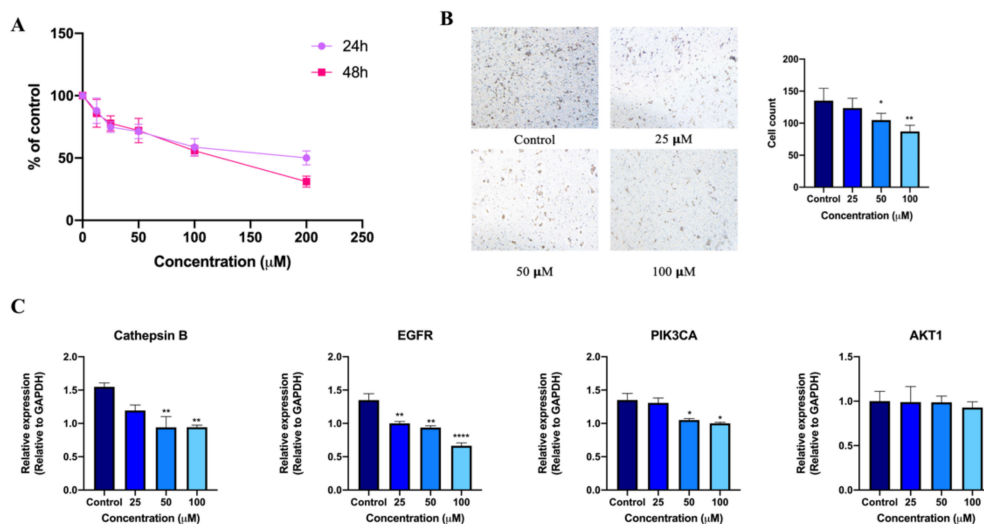 A
150
100
50
0
% of control
0 50 100 150 200 250
Concentration (μM)
24h
48h
B
Control
25 μM
50 μM
100 μM
200
150
100
50
0
Cell count
*
**
Control 25 50 100
Concentration (μM)
C
Cathepsin B
2.0
1.5
1.0
0.5
0.0
Relative expression
(Relative to GAPDH)
** **
Control 25 50 100
Concentration (μM)
EGFR
2.0
1.5
1.0
0.5
0.0
Relative expression
(Relative to GAPDH)
** ** ****
Control 25 50 100
Concentration (μM)
PIK3CA
2.0
1.5
1.0
0.5
0.0
Relative expression
(Relative to GAPDH)
* *
Control 25 50 100
Concentration (μM)
AKT1
1.5
1.0
0.5
0.0
Relative expression
(Relative to GAPDH)
Control 25 50 100
Concentration (μM)